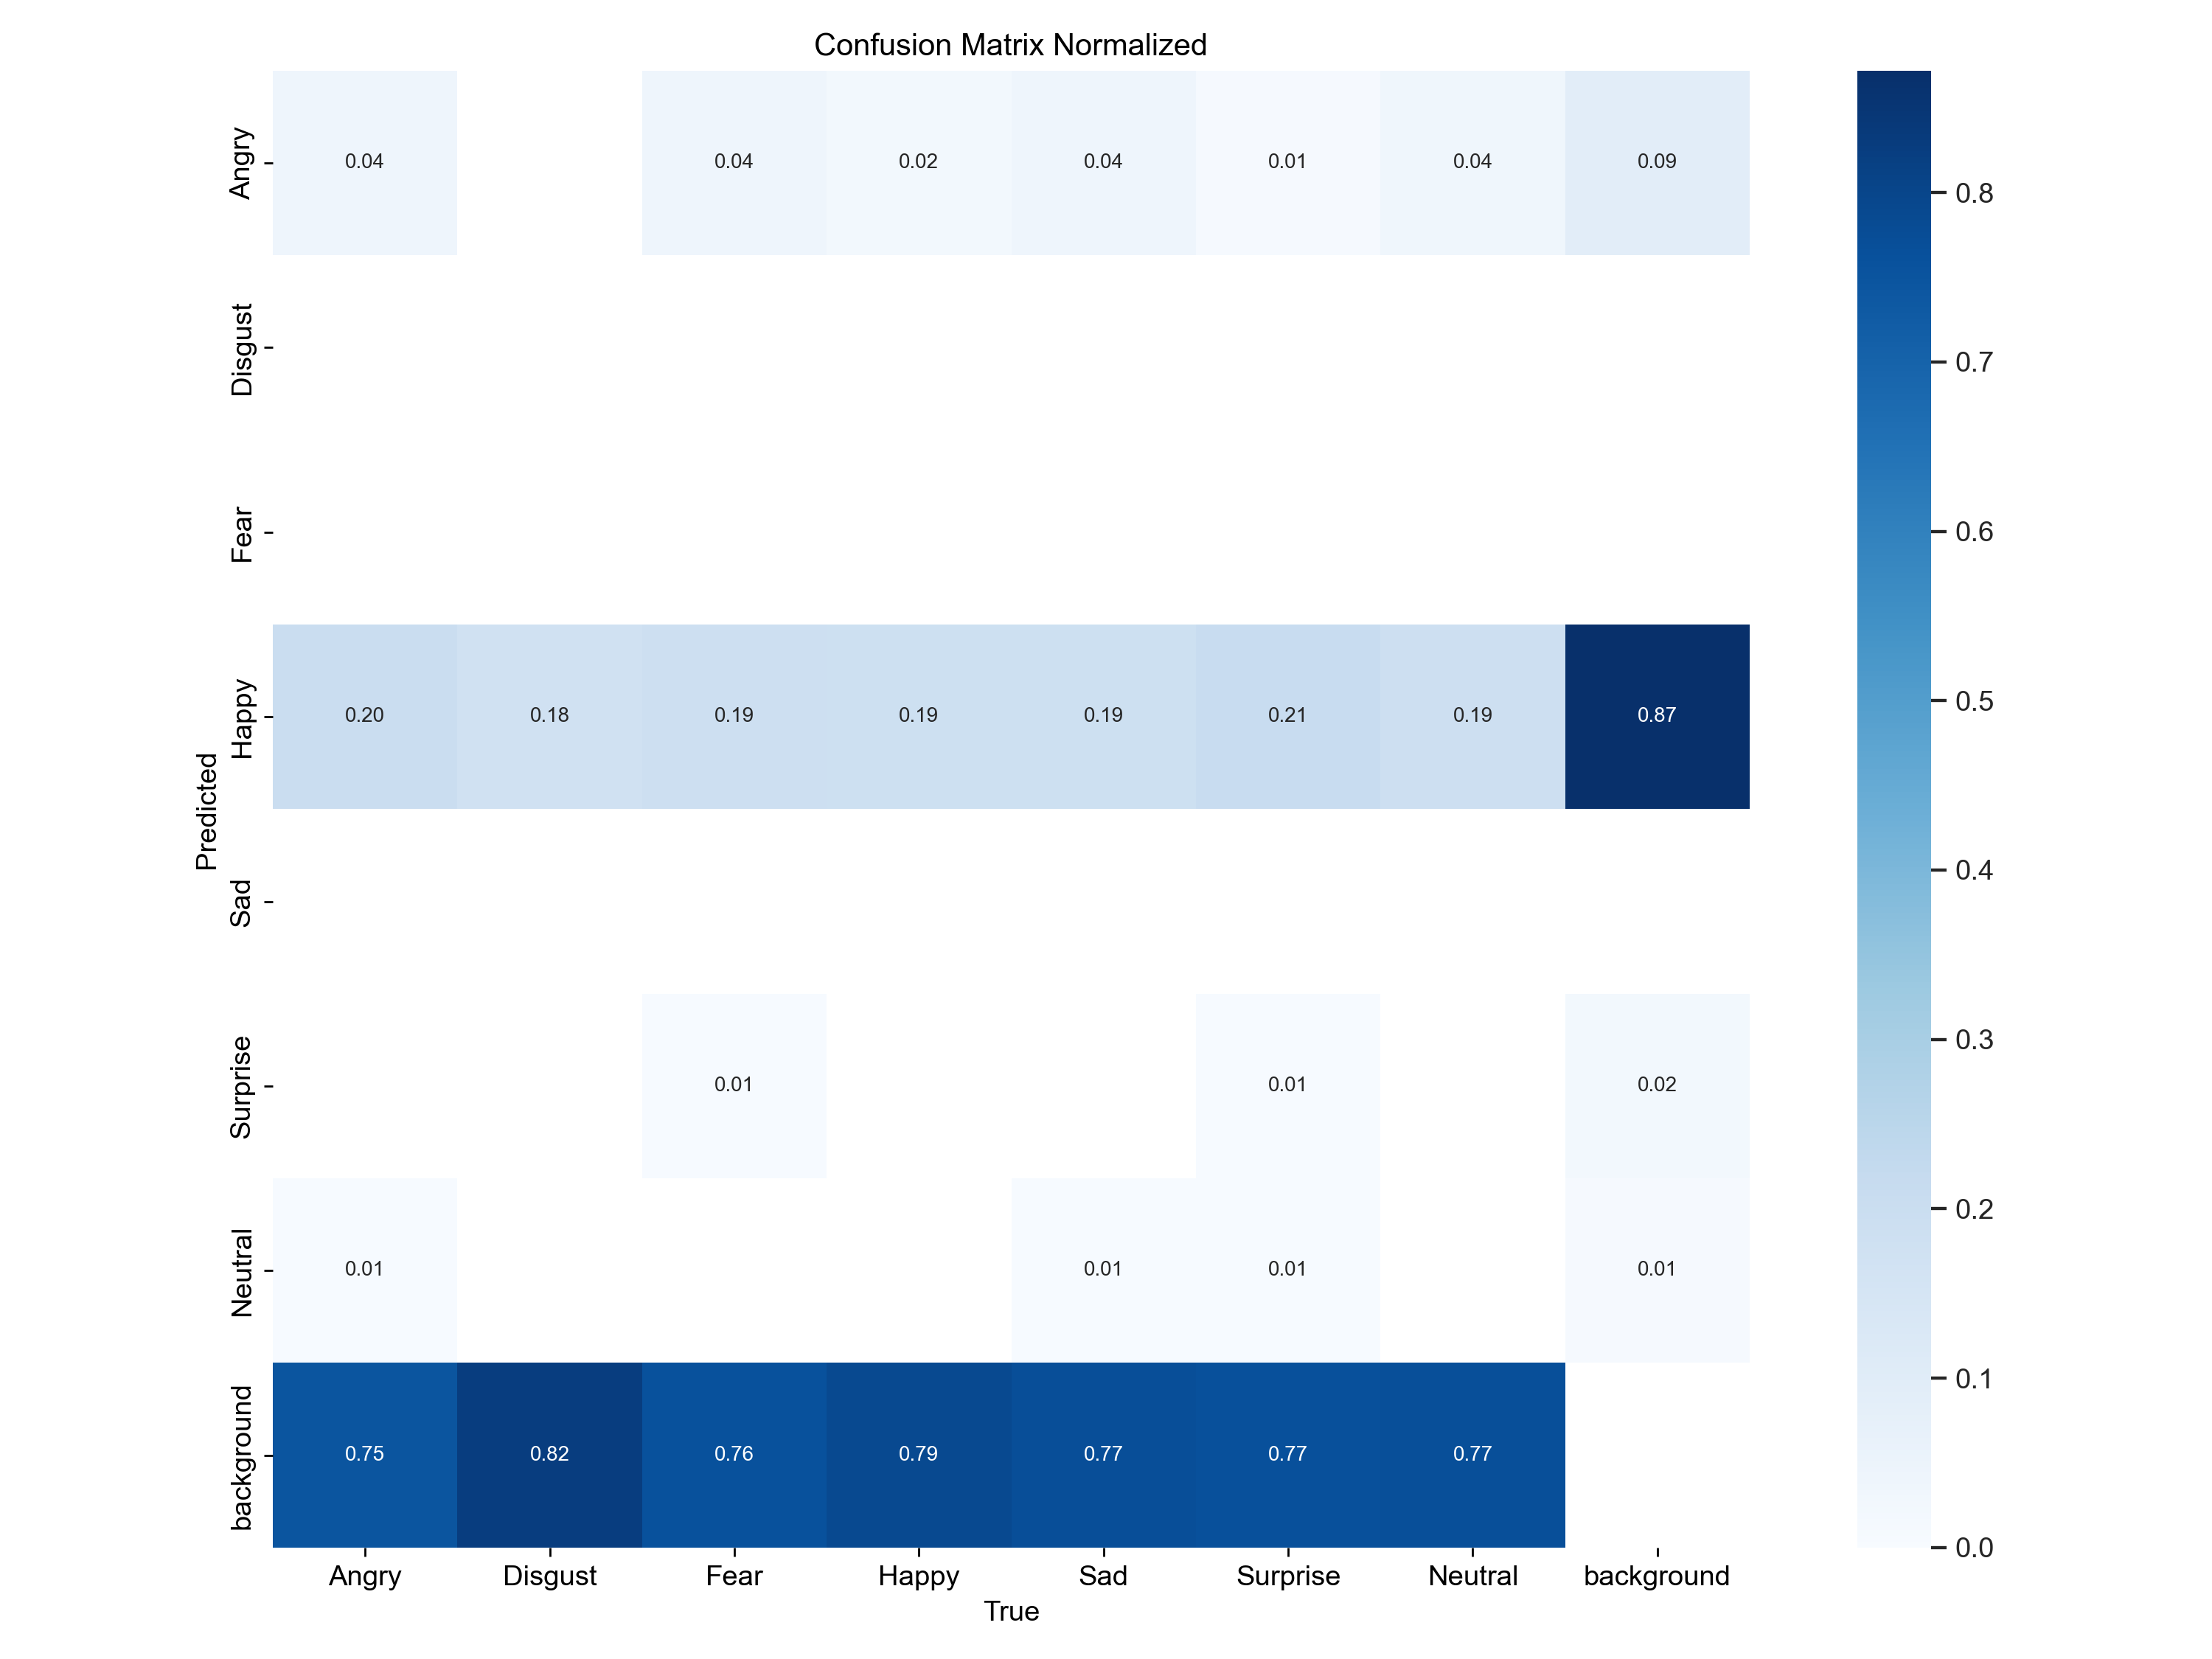 Confusion Matrix Normalized
Angry
0.04 0.04 0.02 0.04 0.01 0.04 0.09
Disgust
Fear
Happy
0.20 0.18 0.19 0.19 0.19 0.21 0.19 0.87
Sad
Surprise
0.01 0.01 0.02
Neutral
0.01 0.01 0.01 0.01
background
0.75 0.82 0.76 0.79 0.77 0.77 0.77
Predicted
Angry Disgust Fear Happy Sad Surprise Neutral background
True
0.8
0.7
0.6
0.5
0.4
0.3
0.2
0.1
0.0